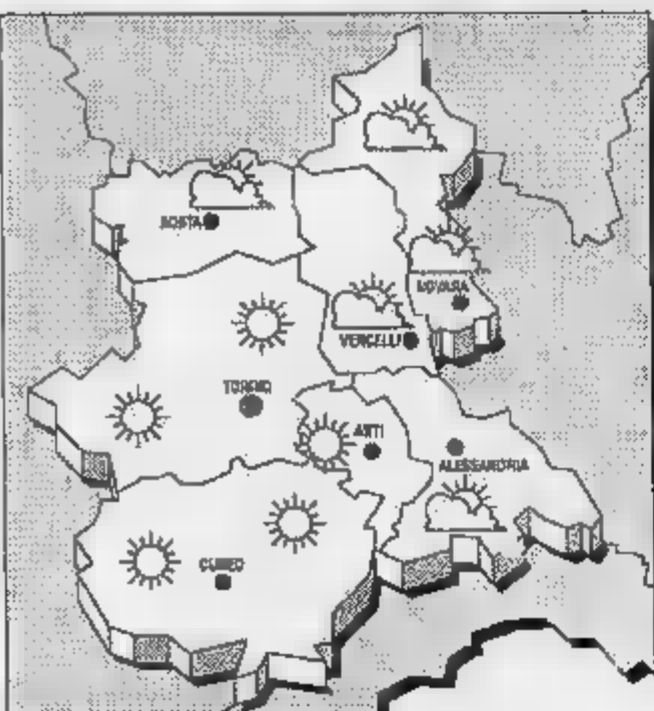 AOSTA
NOVARA
VERCELLI
TORINO
ASTI
ALESSANDRIA
CUNEO